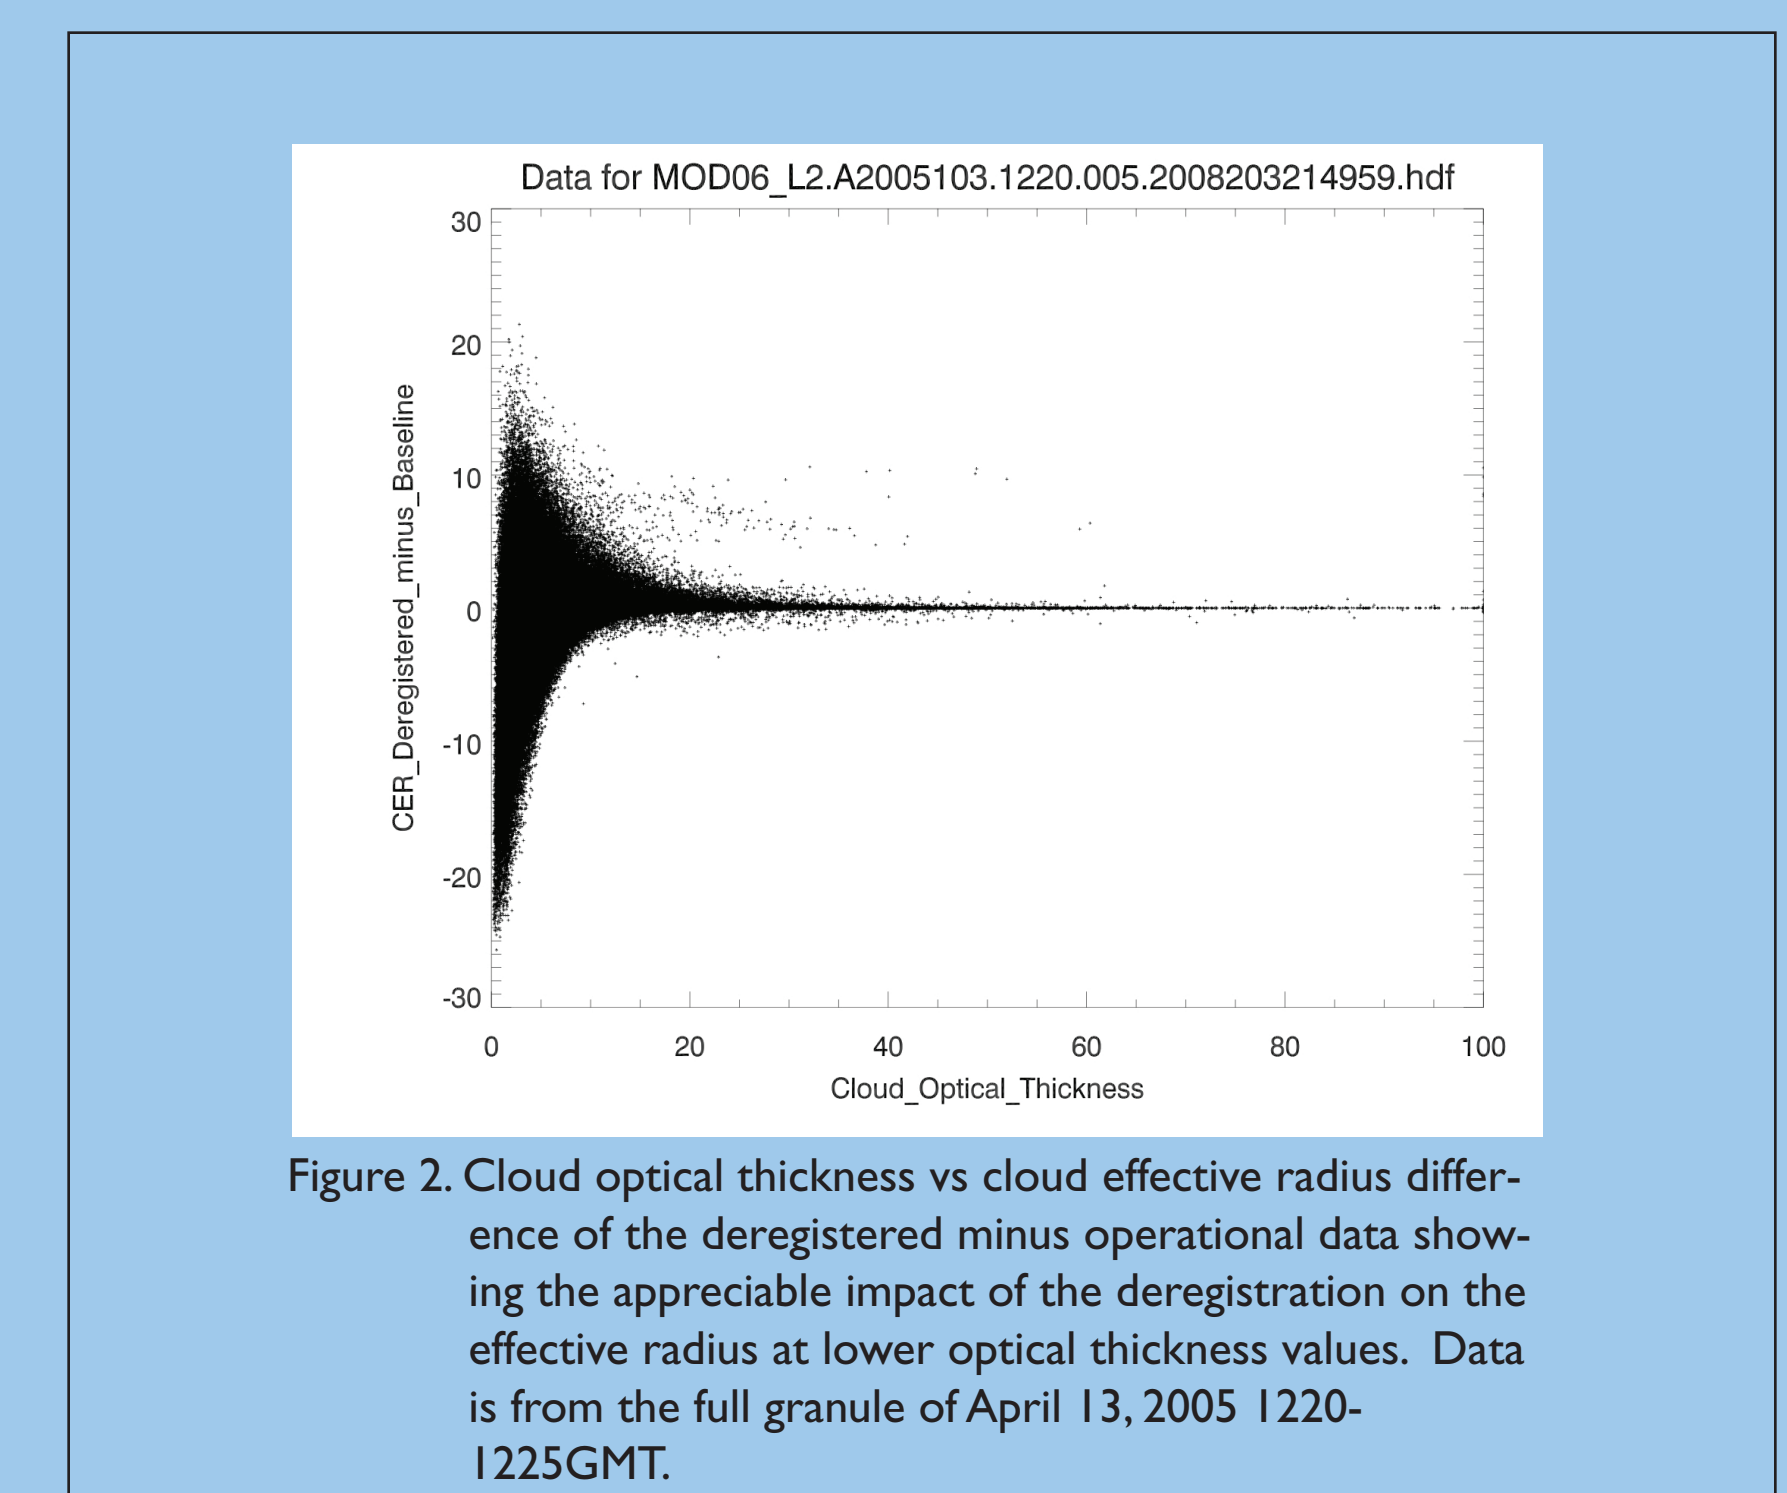 Data for MOD06_L2.A2005103.1220.005.2008203214959.hdf
30
20
10
0
-10
-20
-30
CER_Deregistered_minus_Baseline
0 20 40 60 80 100
Cloud_Optical_Thickness
Figure 2. Cloud optical thickness vs cloud effective radius differ-
ence of the deregistered minus operational data show-
ing the appreciable impact of the deregistration on the
effective radius at lower optical thickness values.  Data
is from the full granule of April 13, 2005 1220-
1225GMT.